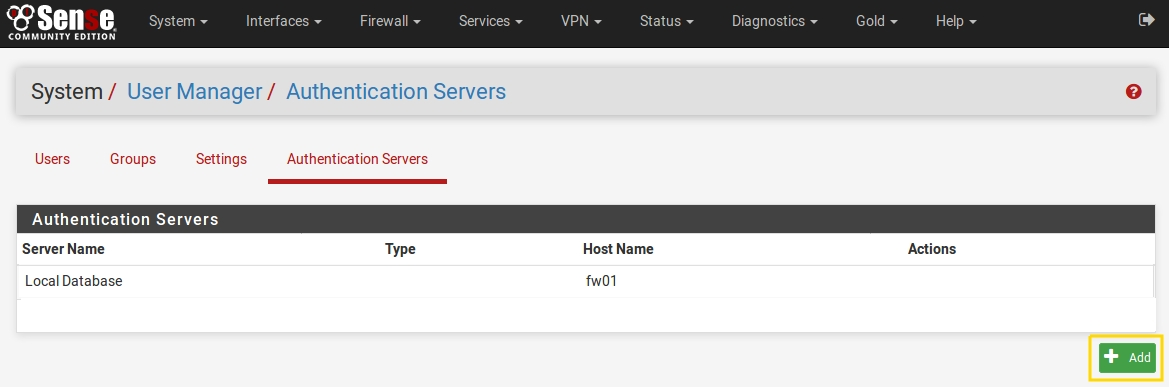 Sense
COMMUNITY EDITION
System Interfaces Firewall Services VPN Status Diagnostics Gold Help
System / User Manager / Authentication Servers
Users Groups Settings Authentication Servers
Authentication Servers
Server Name Type Host Name Actions
Local Database fw01
Add